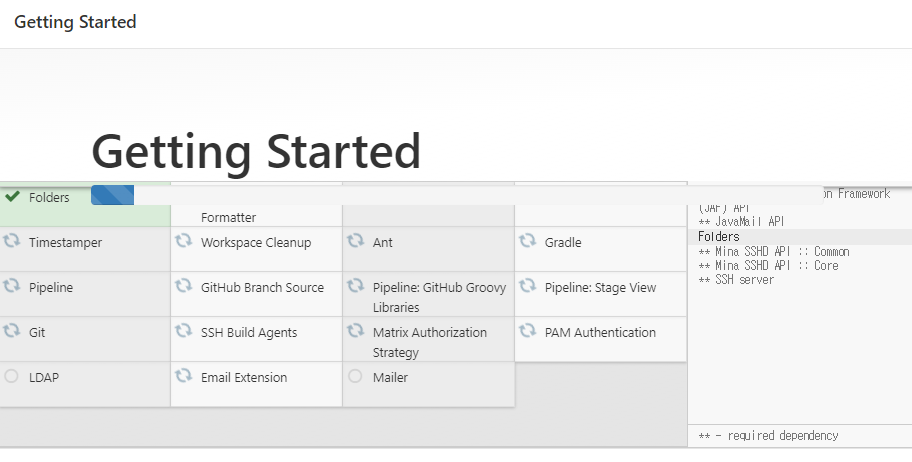 Getting Started
Getting Started
Folders
Formatter
Timestamper
Workspace Cleanup
Ant
Gradle
Pipeline
GitHub Branch Source
Pipeline: GitHub Groovy
Libraries
Pipeline: Stage View
Git
SSH Build Agents
Matrix Authorization
Strategy
PAM Authentication
LDAP
Email Extension
Mailer
Framework
(JAF) API
** JavaMail API
Folders
** Mina SSHD API :: Common
** Mina SSHD API :: Core
** SSH server
** - required dependency